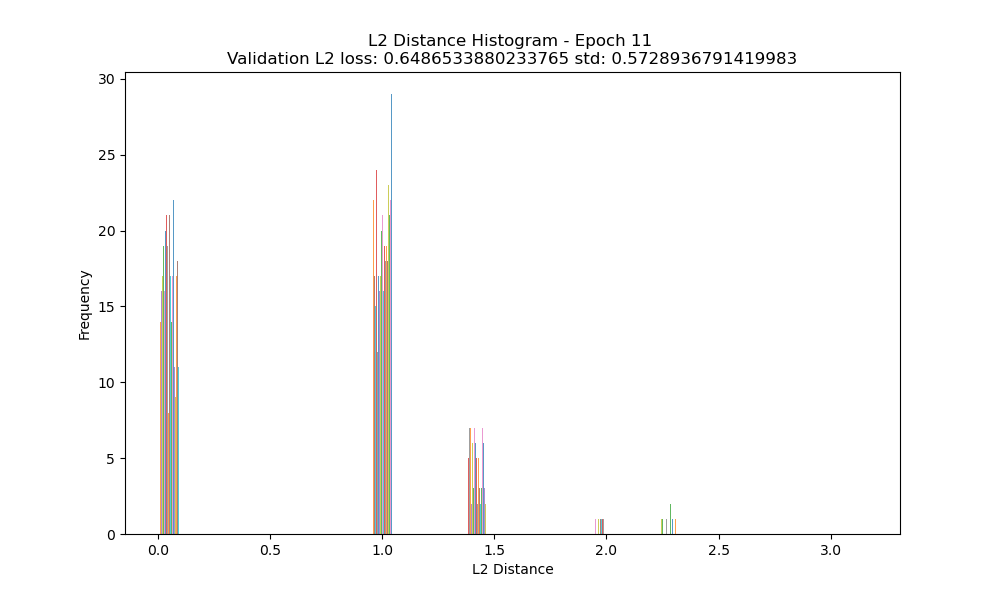 L2 Distance Histogram - Epoch 11
Validation L2 loss: 0.6486533880233765 std: 0.5728936791419983
30
25
20
15
10
5
0
Frequency
0.0 0.5 1.0 1.5 2.0 2.5 3.0
L2 Distance